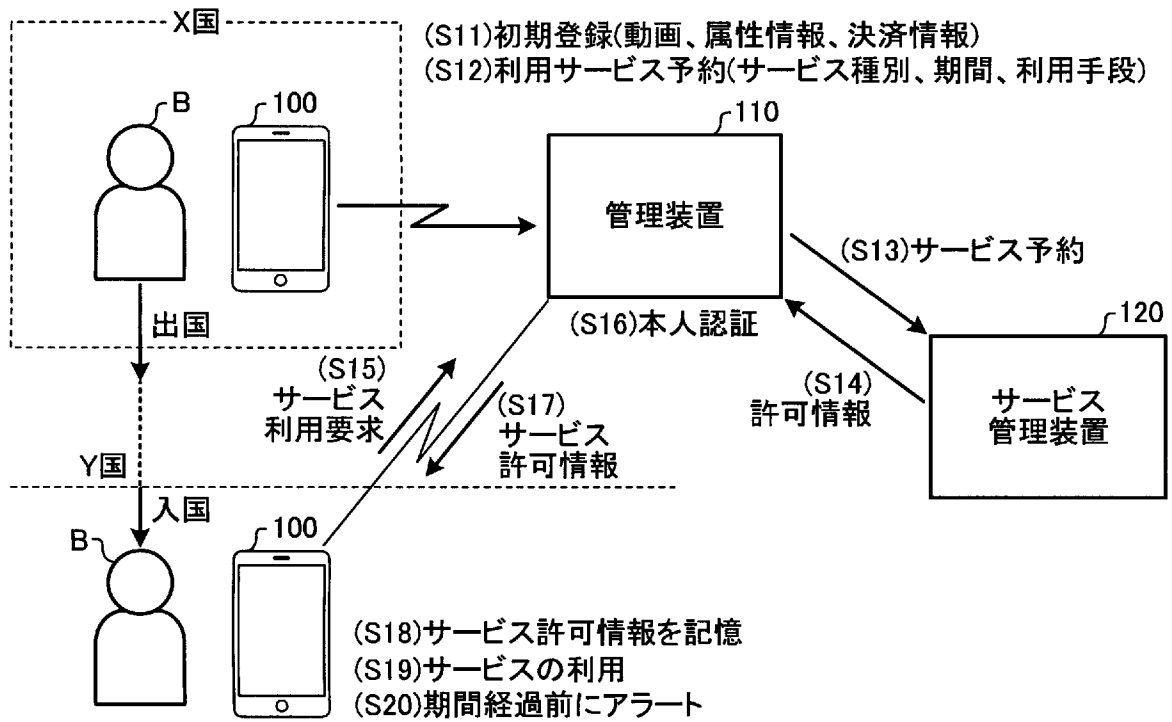 X国
(S11)初期登録(動画、属性情報、決済情報)
(S12)利用サービス予約(サービス種別、期間、利用手段)
B
100
110
管理装置
(S13)サービス予約
出国
(S16)本人認証
120
(S15)
サービス
利用要求
(S17)
サービス
許可情報
(S14)
許可情報
サービス
管理装置
Y国
入国
B
100
(S18)サービス許可情報を記憶
(S19)サービスの利用
(S20)期間経過前にアラート